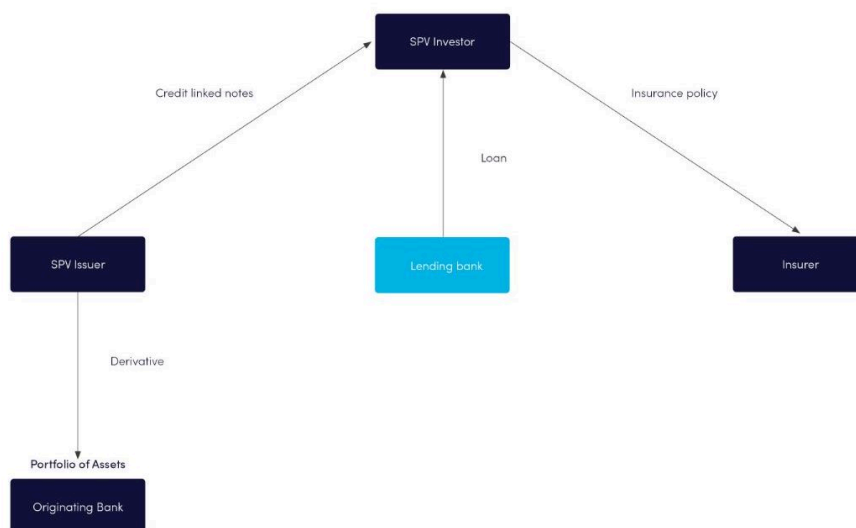 SPV Investor
Credit linked notes
Insurance policy
Loan
SPV Issuer
Lending bank
Insurer
Derivative
Portfolio of Assets
Originating Bank